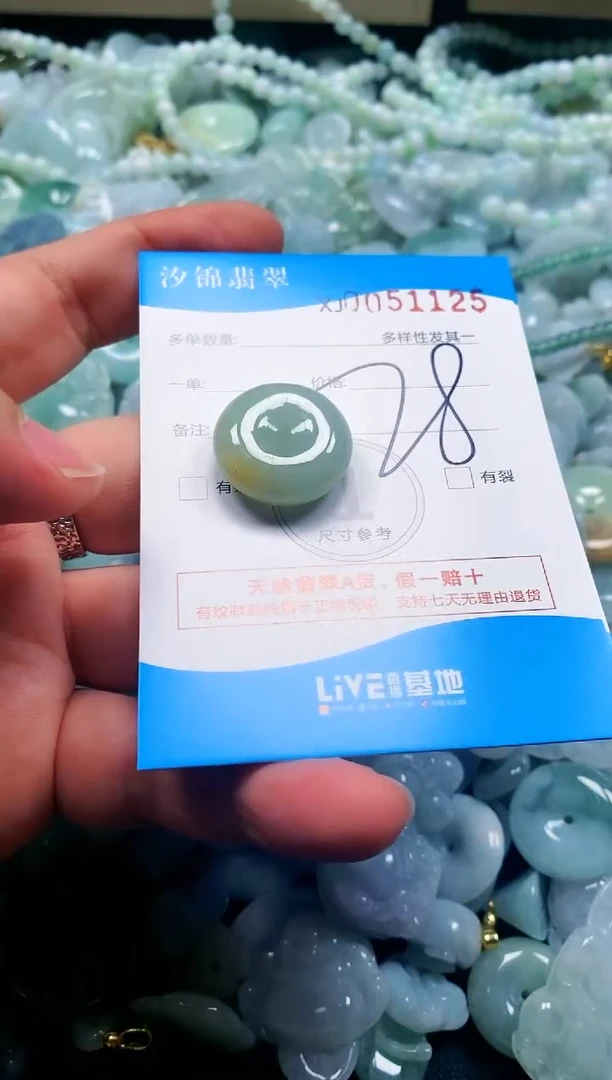 汐锦翡翠
XJ0051125
多单数量:
多样性发其一
一单:
价格:
28
备注:
有
有裂
尺寸参考
天然翡翠A货，假一赔十
支持七天无理由退货
LiVE直播基地